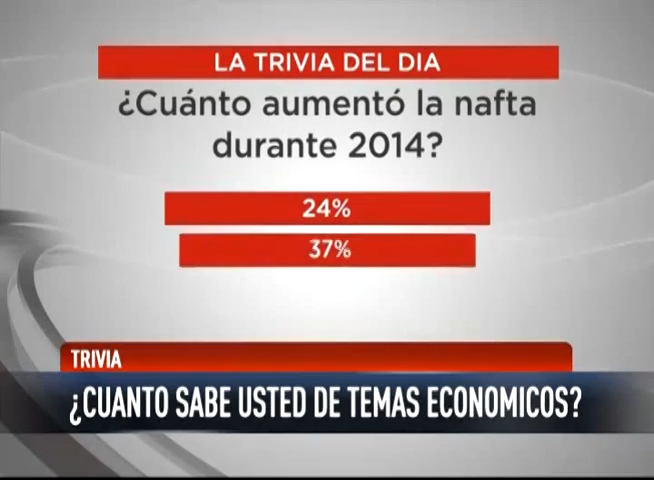 LA TRIVIA DEL DIA
¿Cuánto aumentó la nafta
durante 2014?
24%
37%
TRIVIA
¿CUANTO SABE USTED DE TEMAS ECONOMICOS?